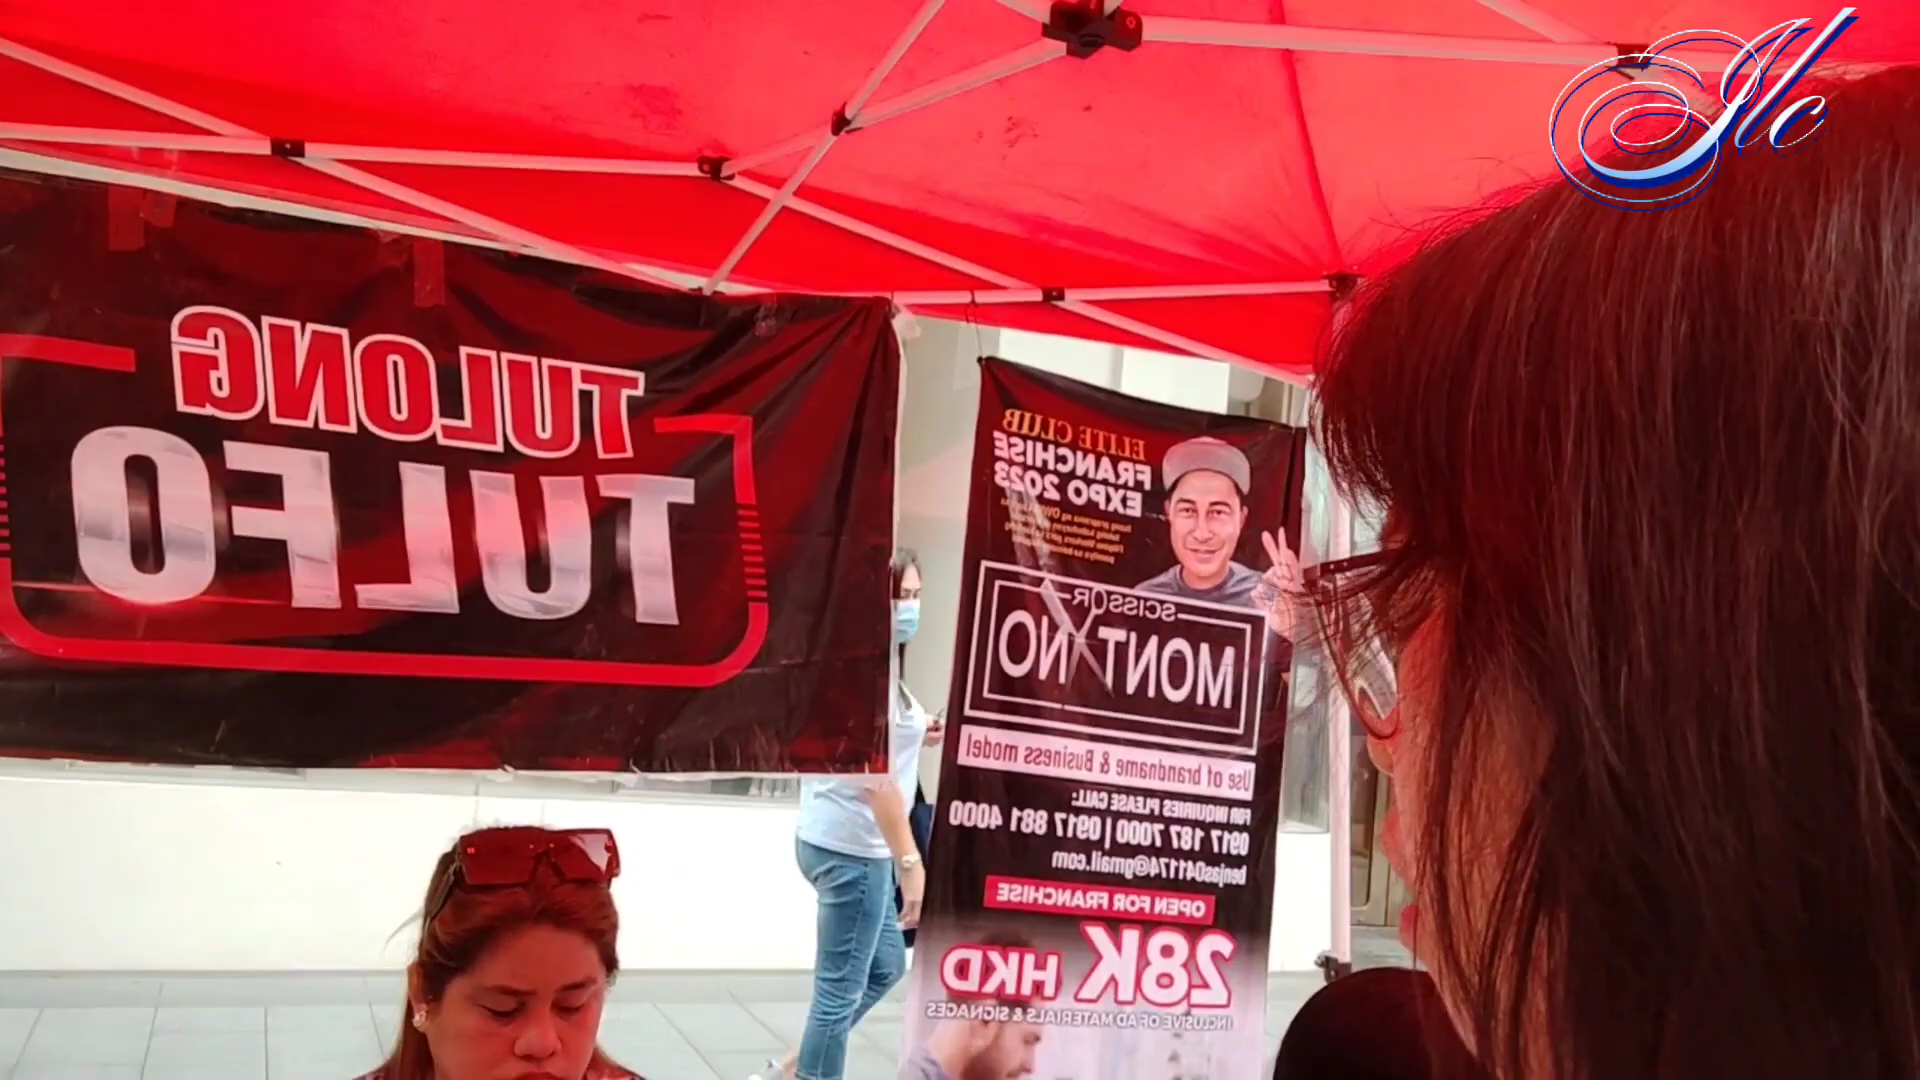 Jlc
TULONG
TULFO
ELITE CLUB
FRANCHISE
EXPO 2023
SCISSOR
MONTANO
Use of brandname & Business model
FOR INQUIRIES PLEASE CALL:
0917 187 7000 | 0917 881 4000
benjas041174@gmail.com
OPEN FOR FRANCHISE
28K HKD
INCLUSIVE OF AD MATERIALS & SIGNAGES